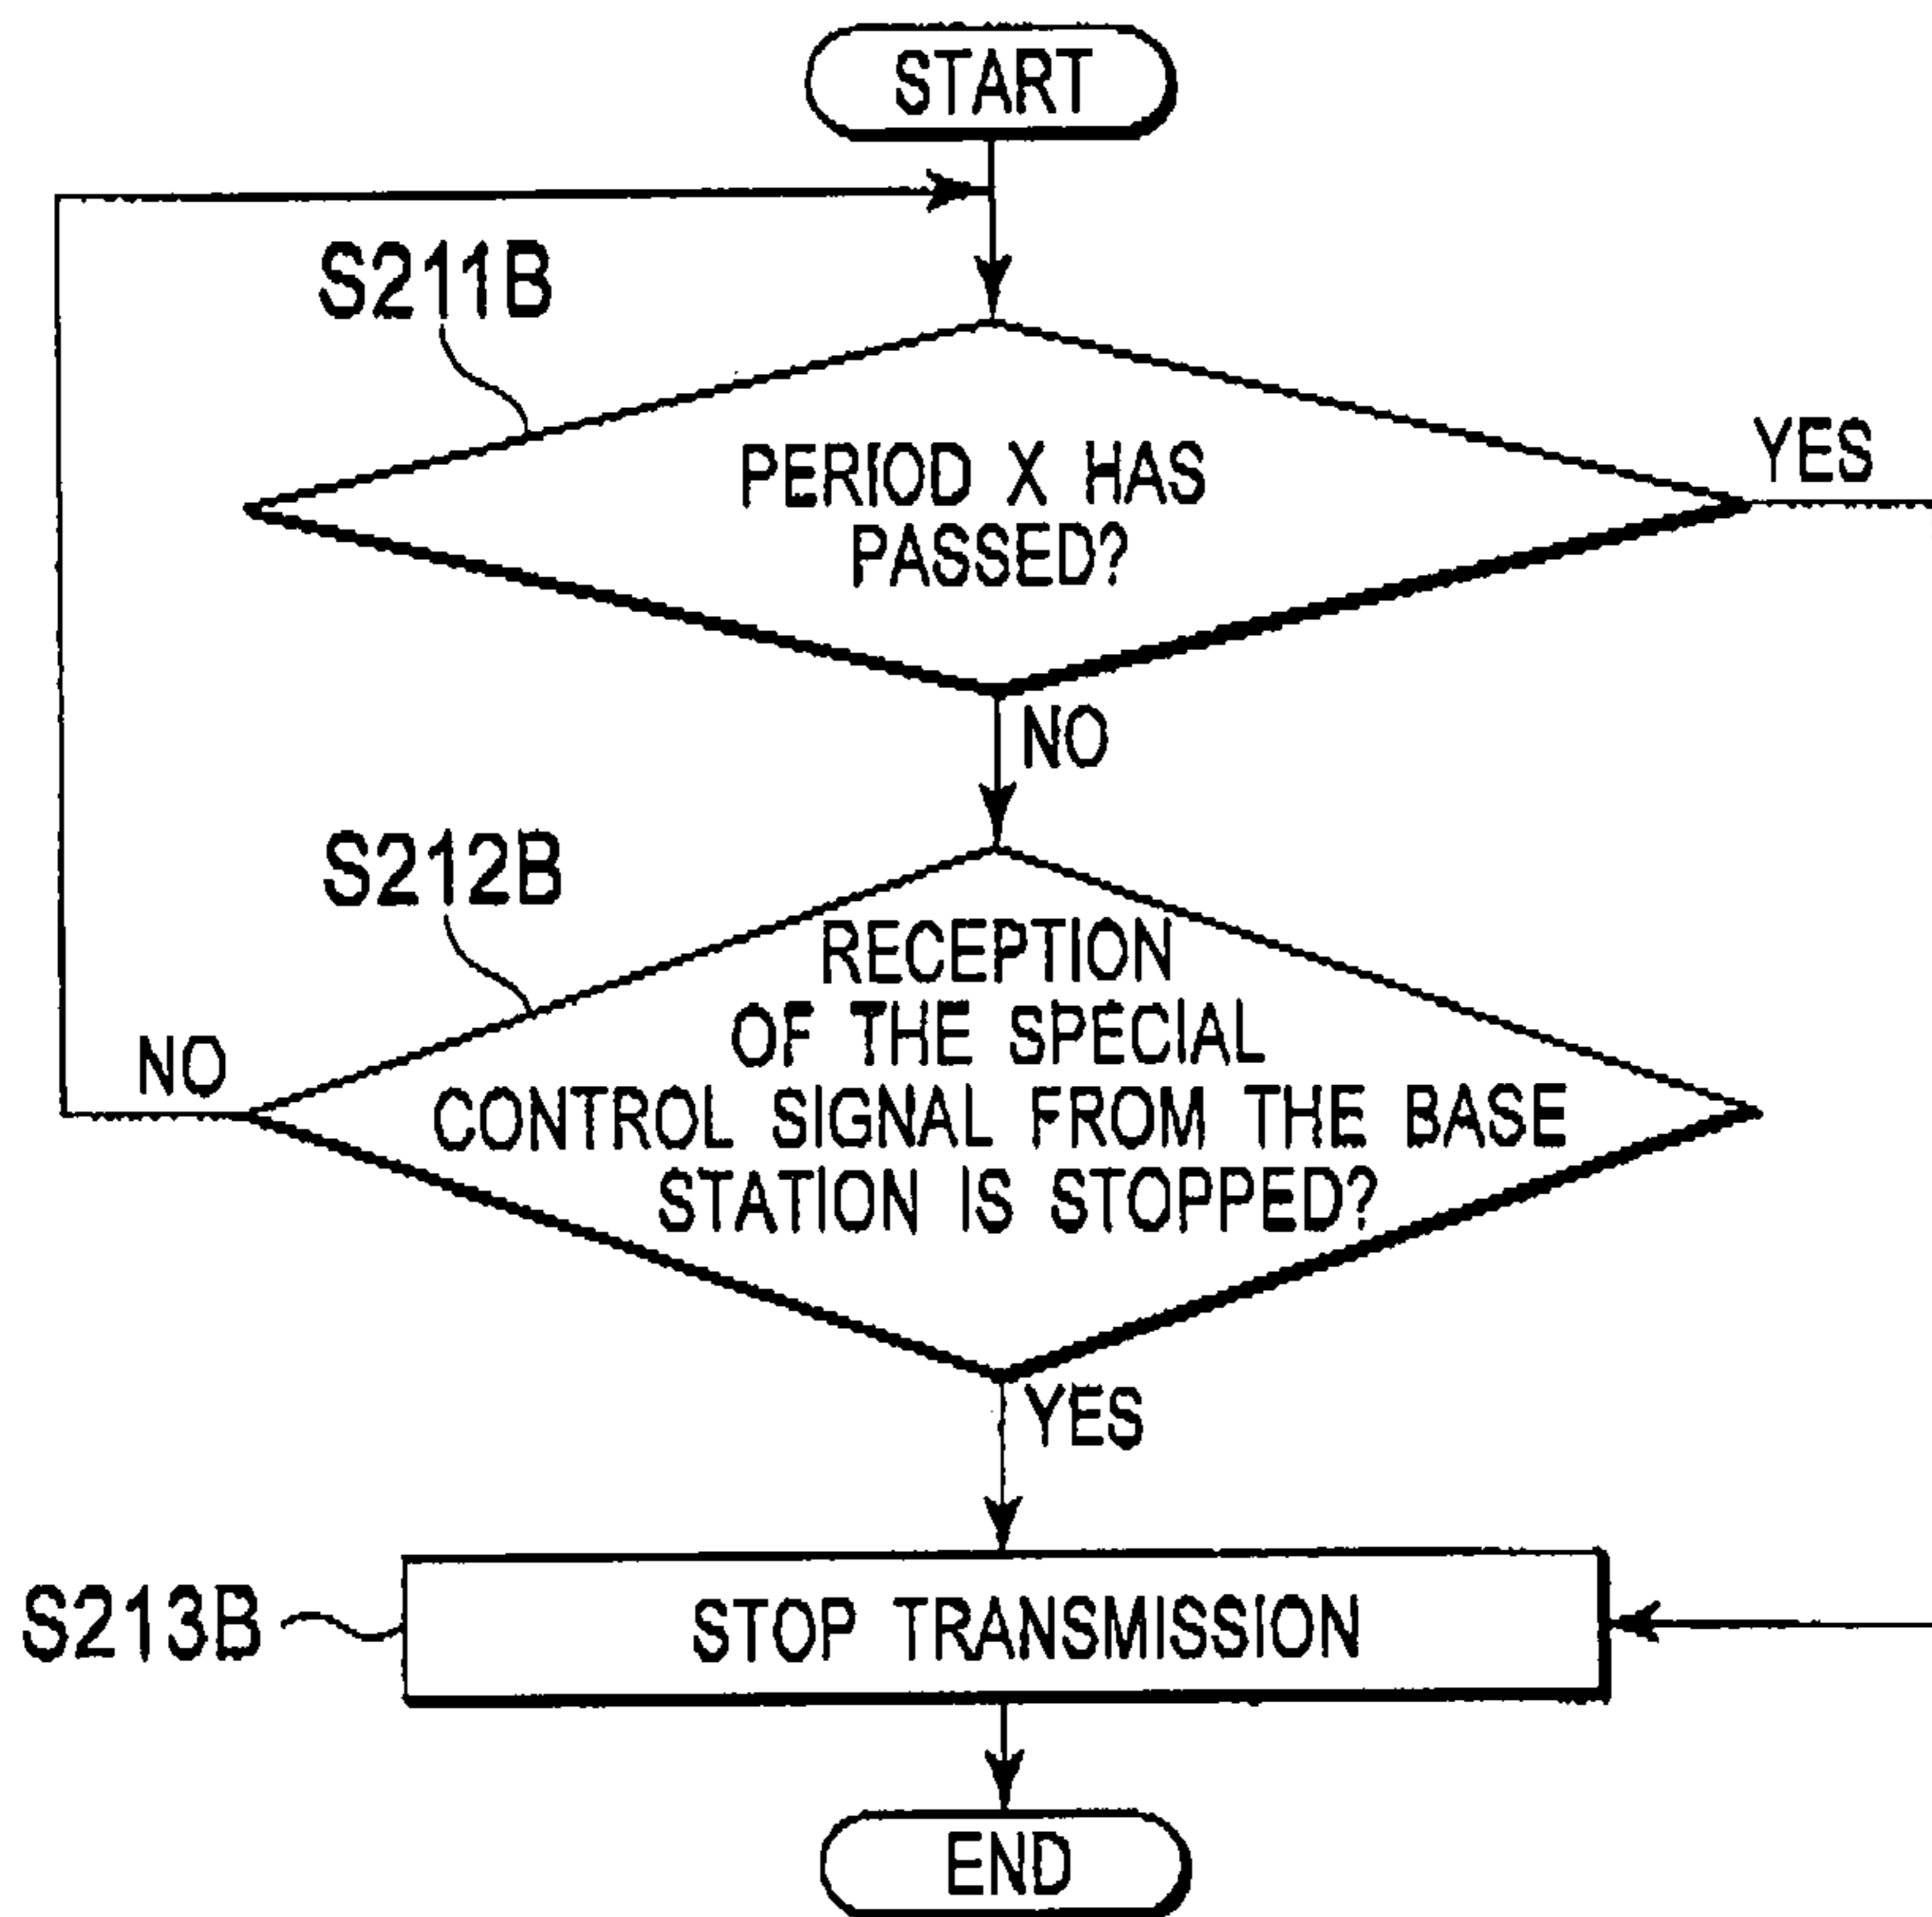 START
S211B
PERIOD X HAS
PASSED?
YES
NO
S212B
RECEPTION
OF THE SPECIAL
CONTROL SIGNAL FROM THE BASE
STATION IS STOPPED?
NO
YES
S213B
STOP TRANSMISSION
END